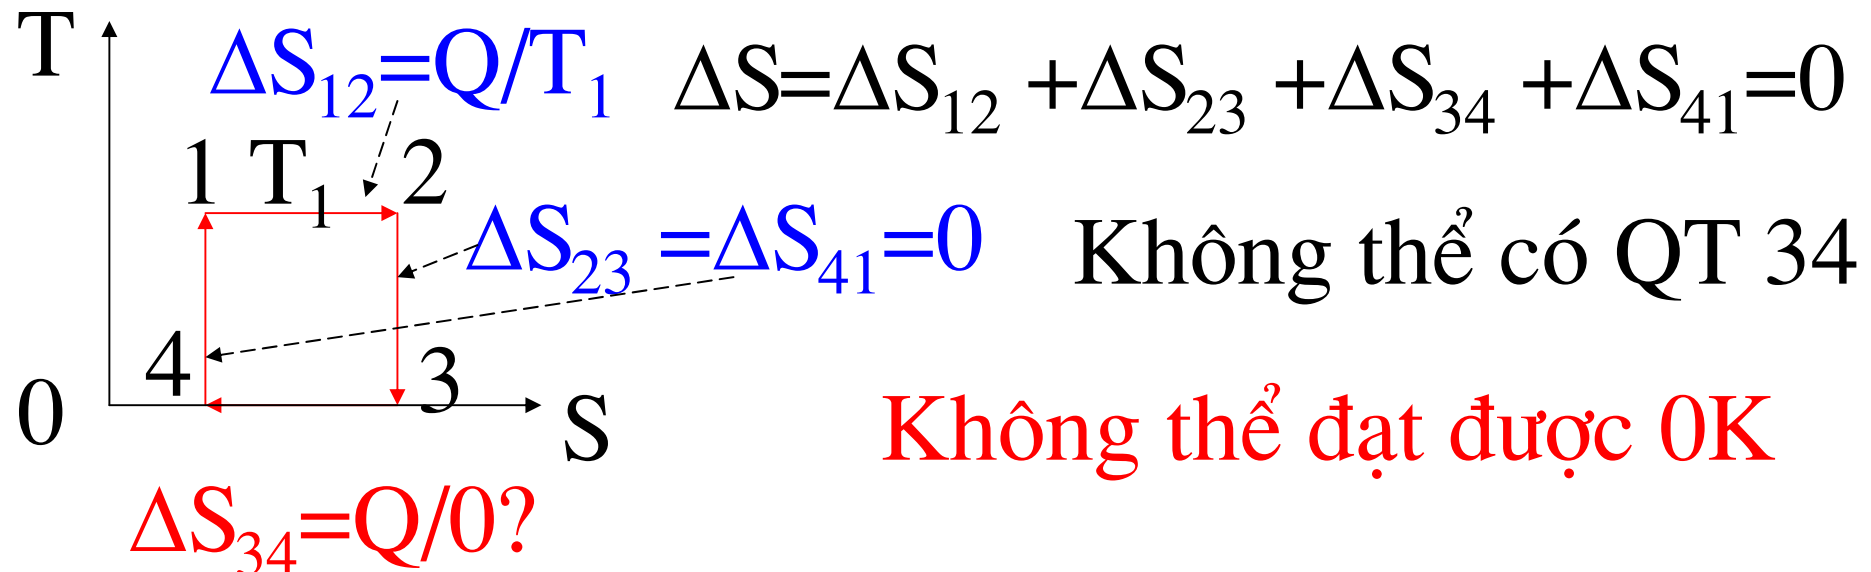 T
ΔS₁₂=Q/T₁
ΔS=ΔS₁₂ +ΔS₂₃ +ΔS₃₄ +ΔS₄₁=0
1 T₁ 2
ΔS₂₃ =ΔS₄₁=0
Không thể có QT 34
4 3
0 S
Không thể đạt được 0K
ΔS₃₄=Q/0?